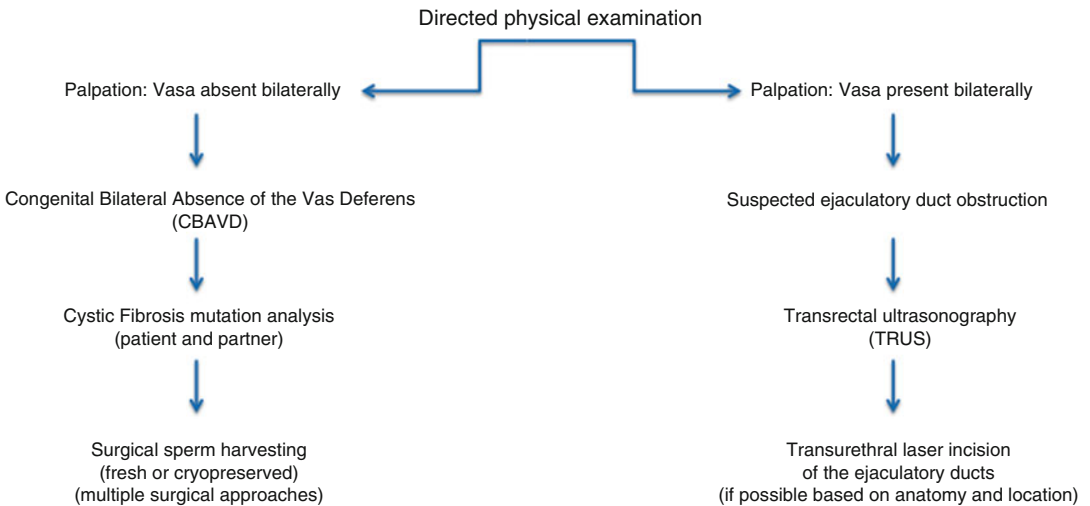 Directed physical examination
Palpation: Vasa absent bilaterally
Congenital Bilateral Absence of the Vas Deferens
(CBAVD)
Cystic Fibrosis mutation analysis
(patient and partner)
Surgical sperm harvesting
(fresh or cryopreserved)
(multiple surgical approaches)
Palpation: Vasa present bilaterally
Suspected ejaculatory duct obstruction
Transrectal ultrasonography
(TRUS)
Transurethral laser incision
of the ejaculatory ducts
(if possible based on anatomy and location)